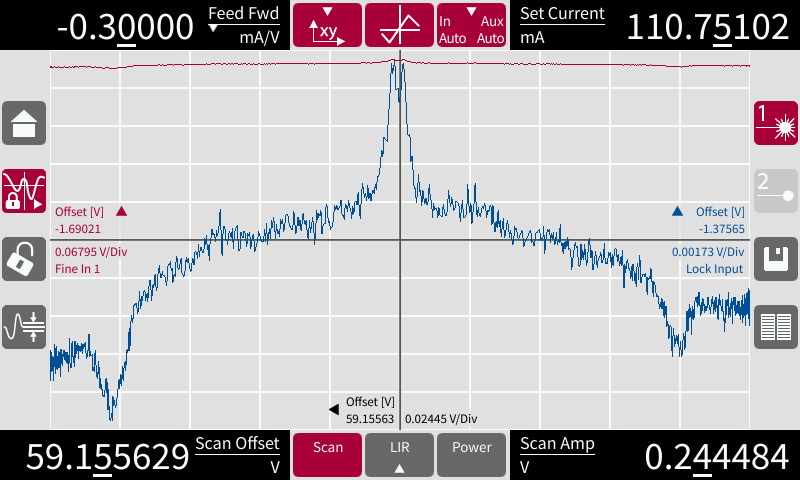 -0.30000 Feed Fwd mA/V
xy
In Aux
Auto Auto
Set Current mA 110.75102
1
2
Offset [V]
-1.69021
0.06795 V/Div
Fine In 1
Offset [V]
-1.37565
0.00173 V/Div
Lock Input
Offset [V]
59.15563 0.02445 V/Div
59.155629 Scan Offset V
Scan LIR Power
Scan Amp V 0.244484